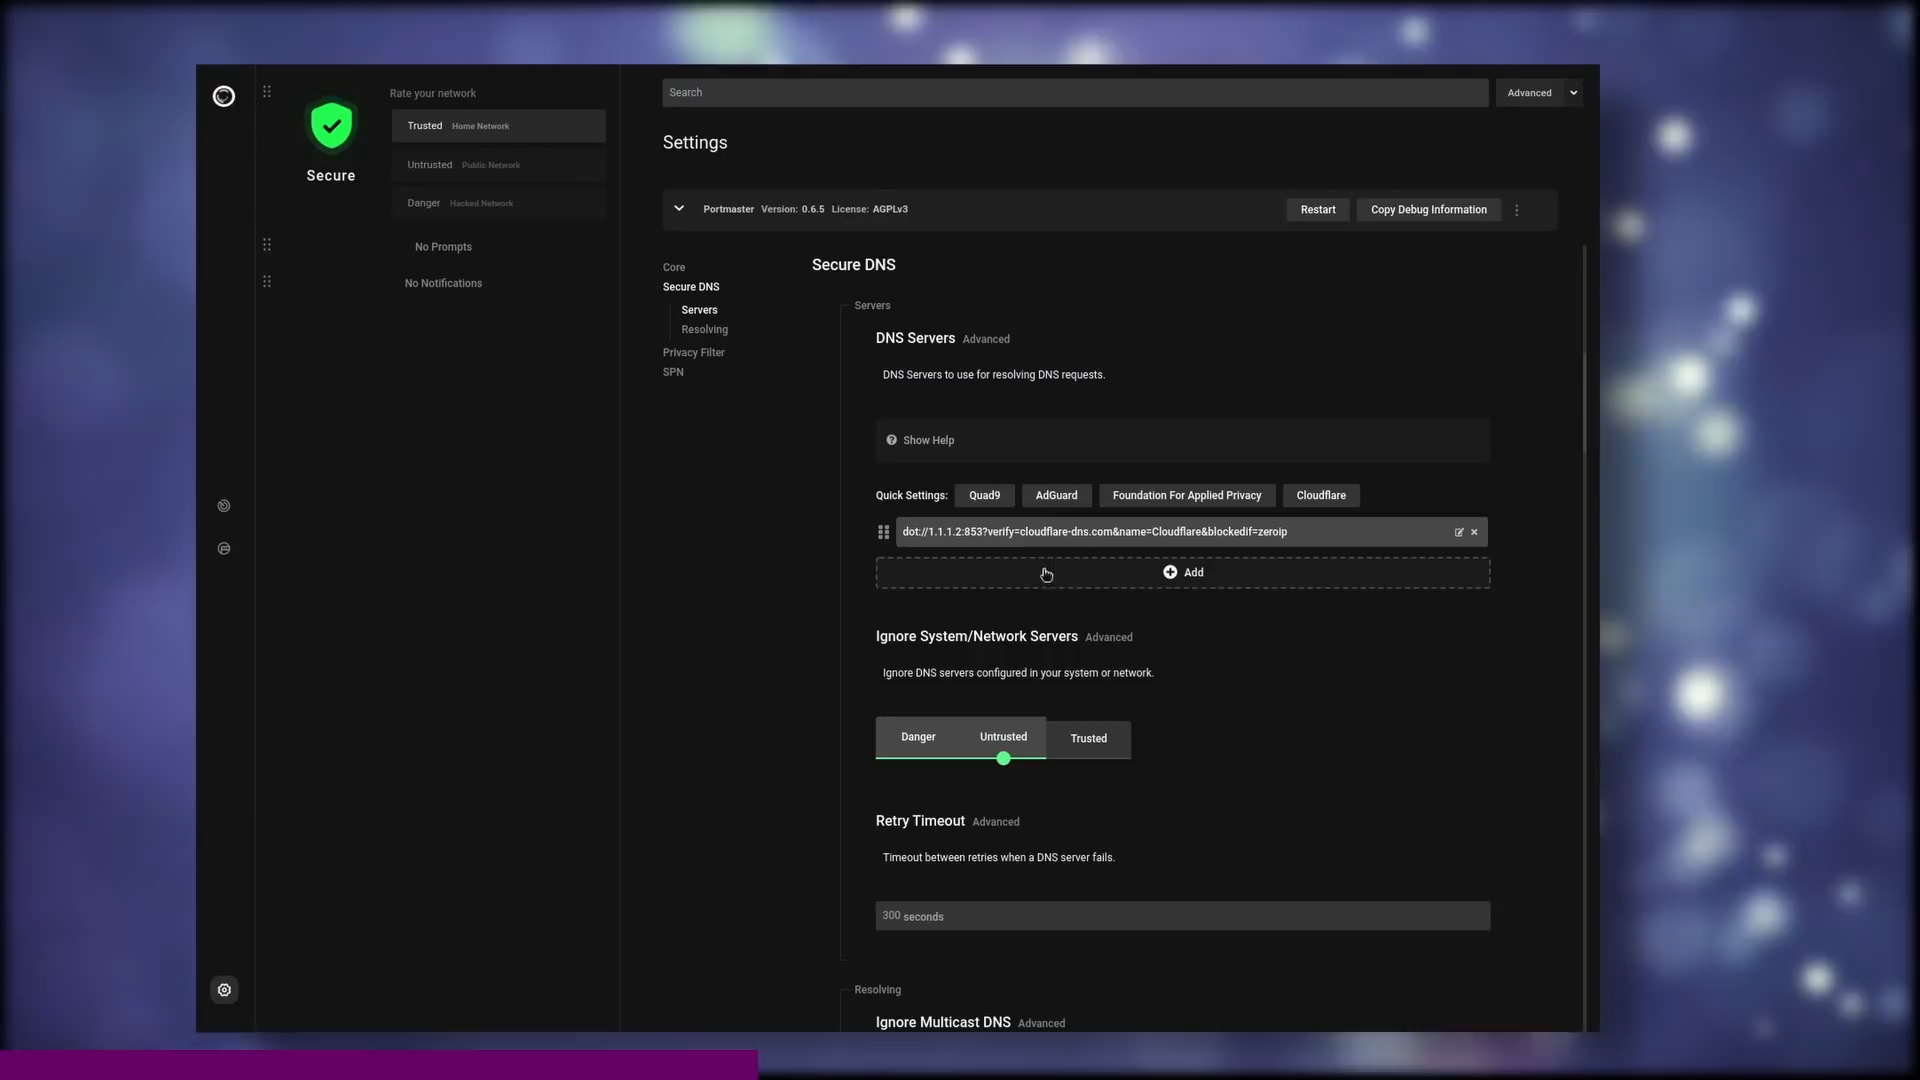 Rate your network
Trusted Home Network
Untrusted Public Network
Danger Hacked Network
Secure
No Prompts
No Notifications
Search
Advanced
Settings
Portmaster Version: 0.6.5 License: AGPLv3
Restart
Copy Debug Information
Core
Secure DNS
Servers
Resolving
Privacy Filter
SPN
Secure DNS
Servers
DNS Servers Advanced
DNS Servers to use for resolving DNS requests.
Show Help
Quick Settings: Quad9 AdGuard Foundation For Applied Privacy Cloudflare
dot://1.1.1.2:853?verify=cloudflare-dns.com&name=Cloudflare&blockedif=zeroip
Add
Ignore System/Network Servers Advanced
Ignore DNS servers configured in your system or network.
Danger Untrusted Trusted
Retry Timeout Advanced
Timeout between retries when a DNS server fails.
300 seconds
Resolving
Ignore Multicast DNS Advanced